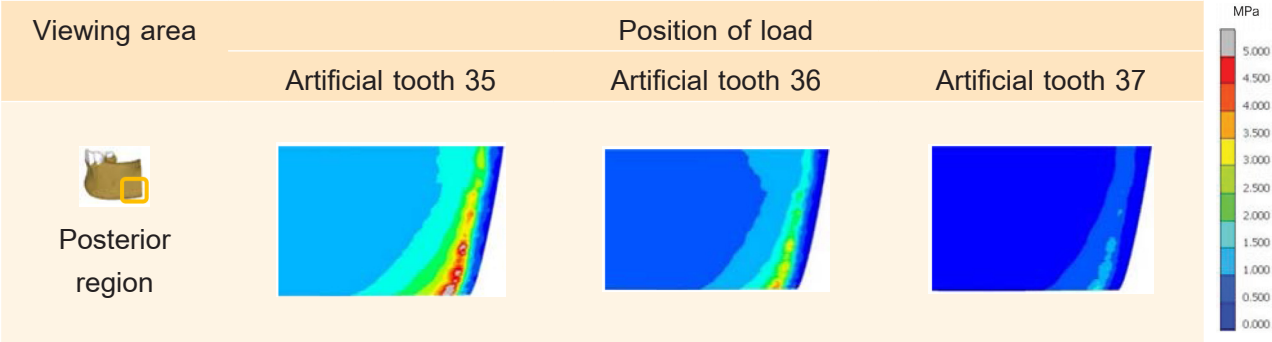 Viewing area
Position of load
Artificial tooth 35
Artificial tooth 36
Artificial tooth 37
Posterior
region
MPa
5.000
4.500
4.000
3.500
3.000
2.500
2.000
1.500
1.000
0.500
0.000